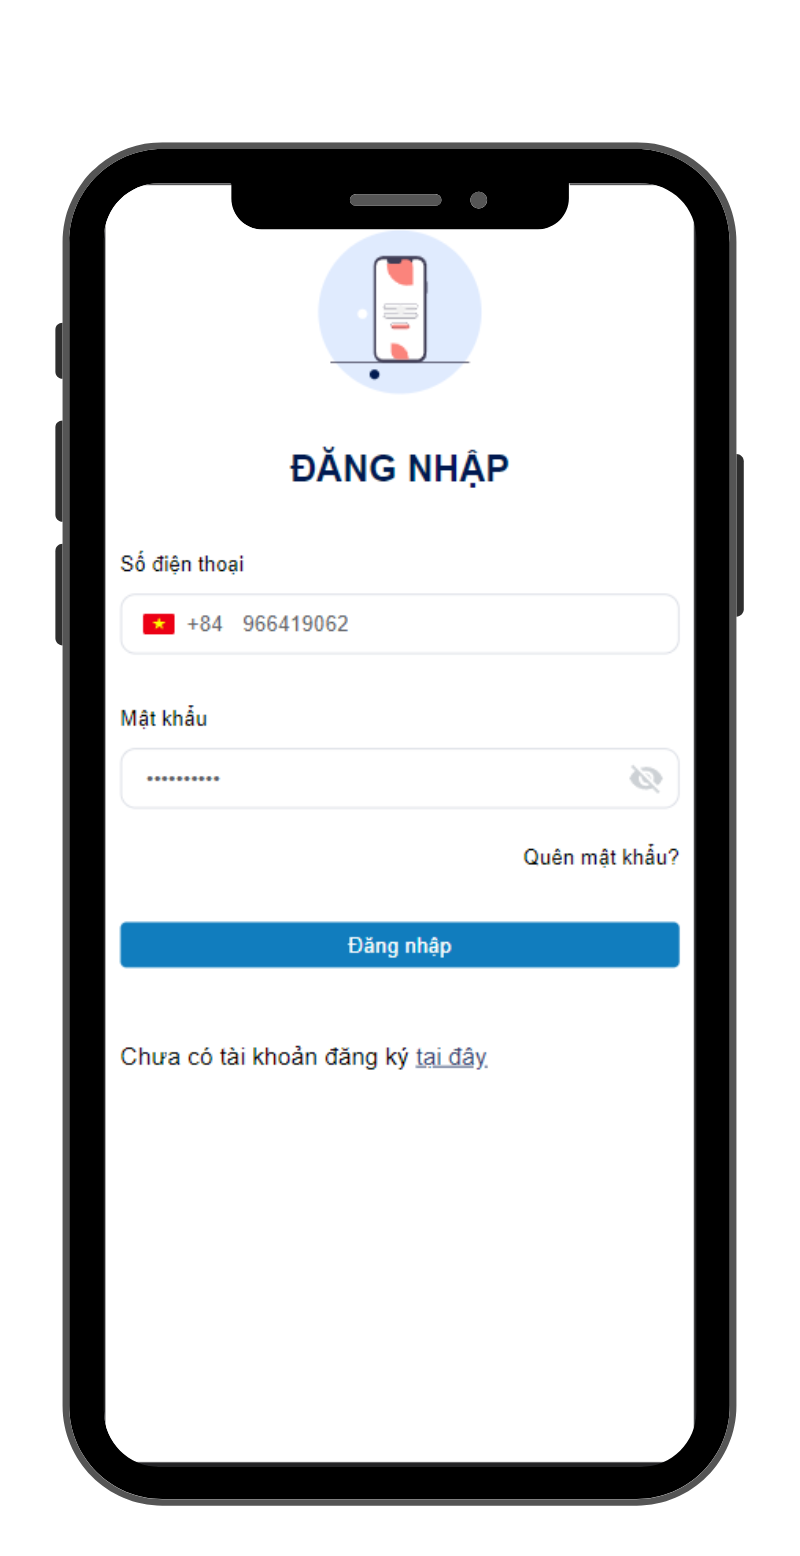 ĐĂNG NHẬP
Số điện thoại
+84 966419062
Mật khẩu
••••••••••
Quên mật khẩu?
Đăng nhập
Chưa có tài khoản đăng ký tại đây